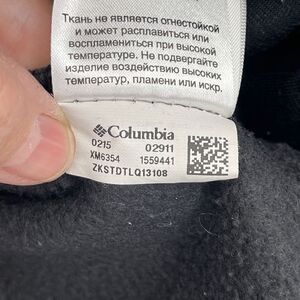 Ткань не является огнестойкой
и может расплавиться или
воспламениться при высокой
температуре. Не подвергайте
изделие воздействию высоких
температур, пламени или искр.
Columbia
0215 02911
XM6354 1559441
ZKSTDTLQ13108